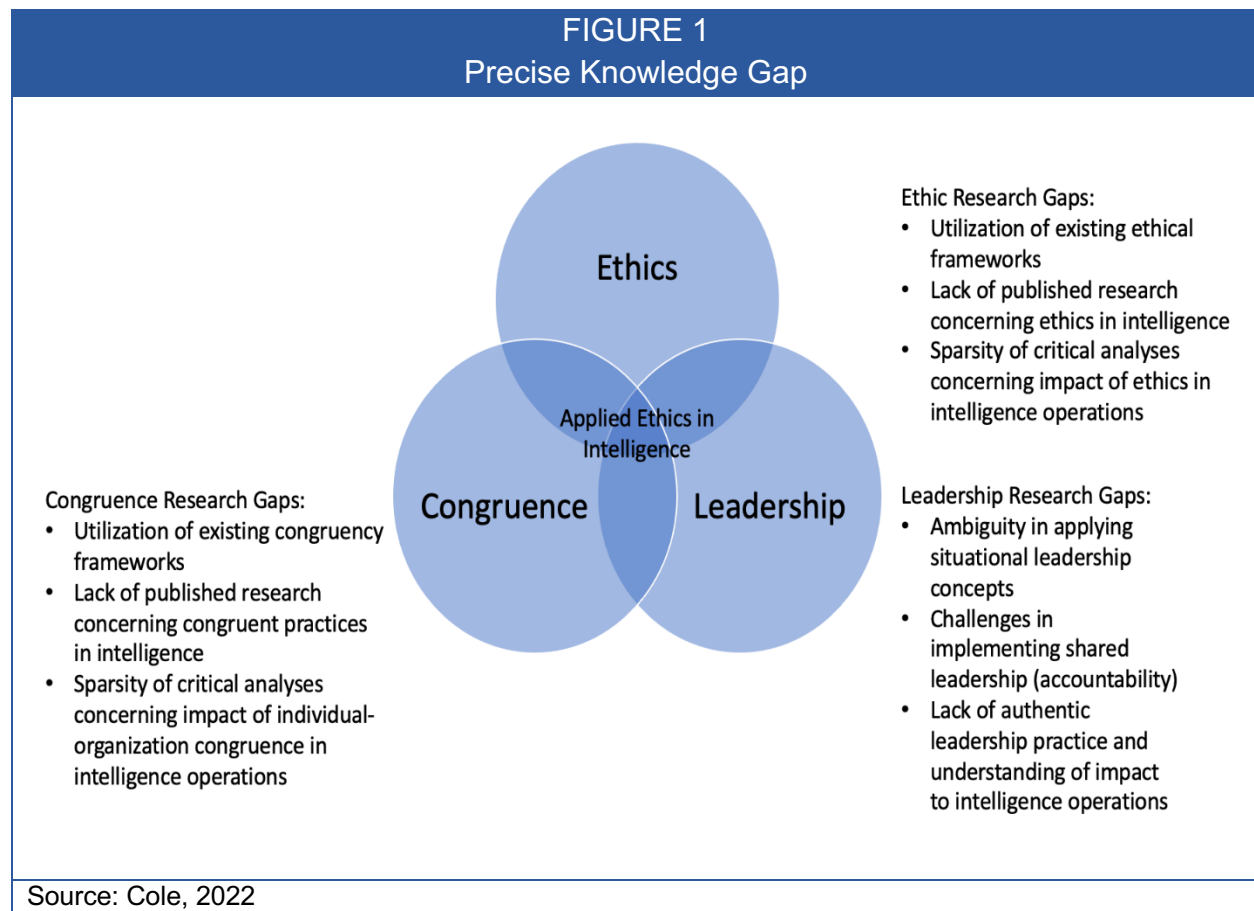 FIGURE 1
Precise Knowledge Gap
Ethics
Applied Ethics in
Intelligence
Congruence
Leadership
Ethic Research Gaps:
• Utilization of existing ethical
frameworks
• Lack of published research
concerning ethics in intelligence
• Sparsity of critical analyses
concerning impact of ethics in
intelligence operations
Congruence Research Gaps:
• Utilization of existing congruency
frameworks
• Lack of published research
concerning congruent practices
in intelligence
• Sparsity of critical analyses
concerning impact of individual-
organization congruence in
intelligence operations
Leadership Research Gaps:
• Ambiguity in applying
situational leadership
concepts
• Challenges in
implementing shared
leadership (accountability)
• Lack of authentic
leadership practice and
understanding of impact
to intelligence operations
Source: Cole, 2022